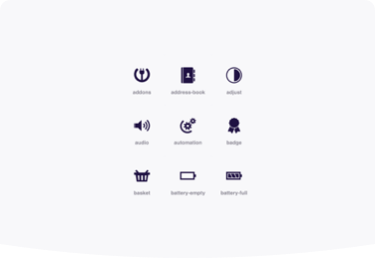 addons address-book adjust
audio automation badge
basket battery-empty battery-full